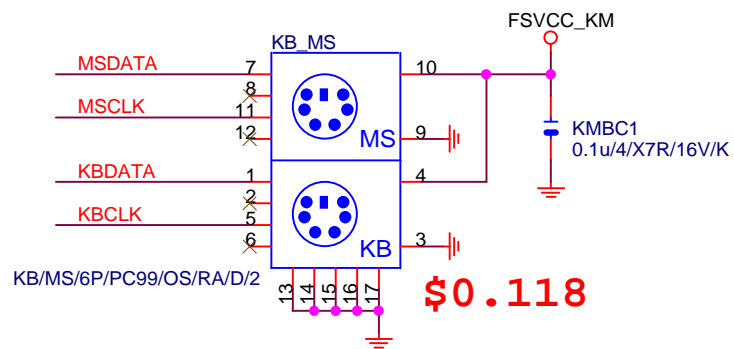 FSVCC_KM
KB_MS
MSDATA 7 10
8
MSCLK 11
12 MS 9
KMBC1
0.1u/4/X7R/16V/K
KBDATA 1 4
2
KBCLK 5
6 KB 3
KB/MS/6P/PC99/OS/RA/D/2
13 14 15 16 17
$0.118